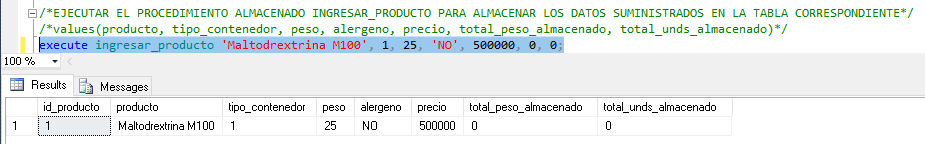 /*EJECUTAR EL PROCEDIMIENTO ALMACENADO INGRESAR_PRODUCTO PARA ALMACENAR LOS DATOS SUMINISTRADOS EN LA TABLA CORRESPONDIENTE*/
/*values(producto, tipo_contenedor, peso, alergeno, precio, total_peso_almacenado, total_unds_almacenado)*/
execute ingresar_producto 'Maltodrextrina M100', 1, 25, 'NO', 500000, 0, 0;
100 %
Results Messages
id_producto producto tipo_contenedor peso alergeno precio total_peso_almacenado total_unds_almacenado
1 1 Maltodrextrina M100 1 25 NO 500000 0 0